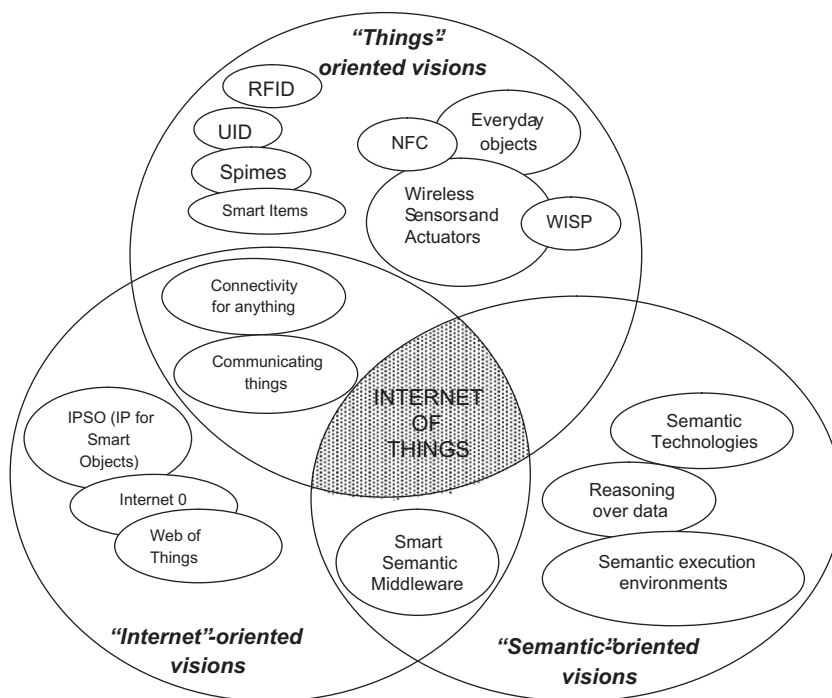 “Things”-
oriented visions
RFID
UID
Spimes
Smart Items
NFC
Everyday
objects
Wireless
Sensors and
Actuators
WISP
Connectivity
for anything
Communicating
things
INTERNET
OF
THINGS
IPSO (IP for
Smart
Objects)
Internet 0
Web of
Things
Semantic
Technologies
Reasoning
over data
Semantic execution
environments
Smart
Semantic
Middleware
“Internet”-oriented
visions
“Semantic”-oriented
visions